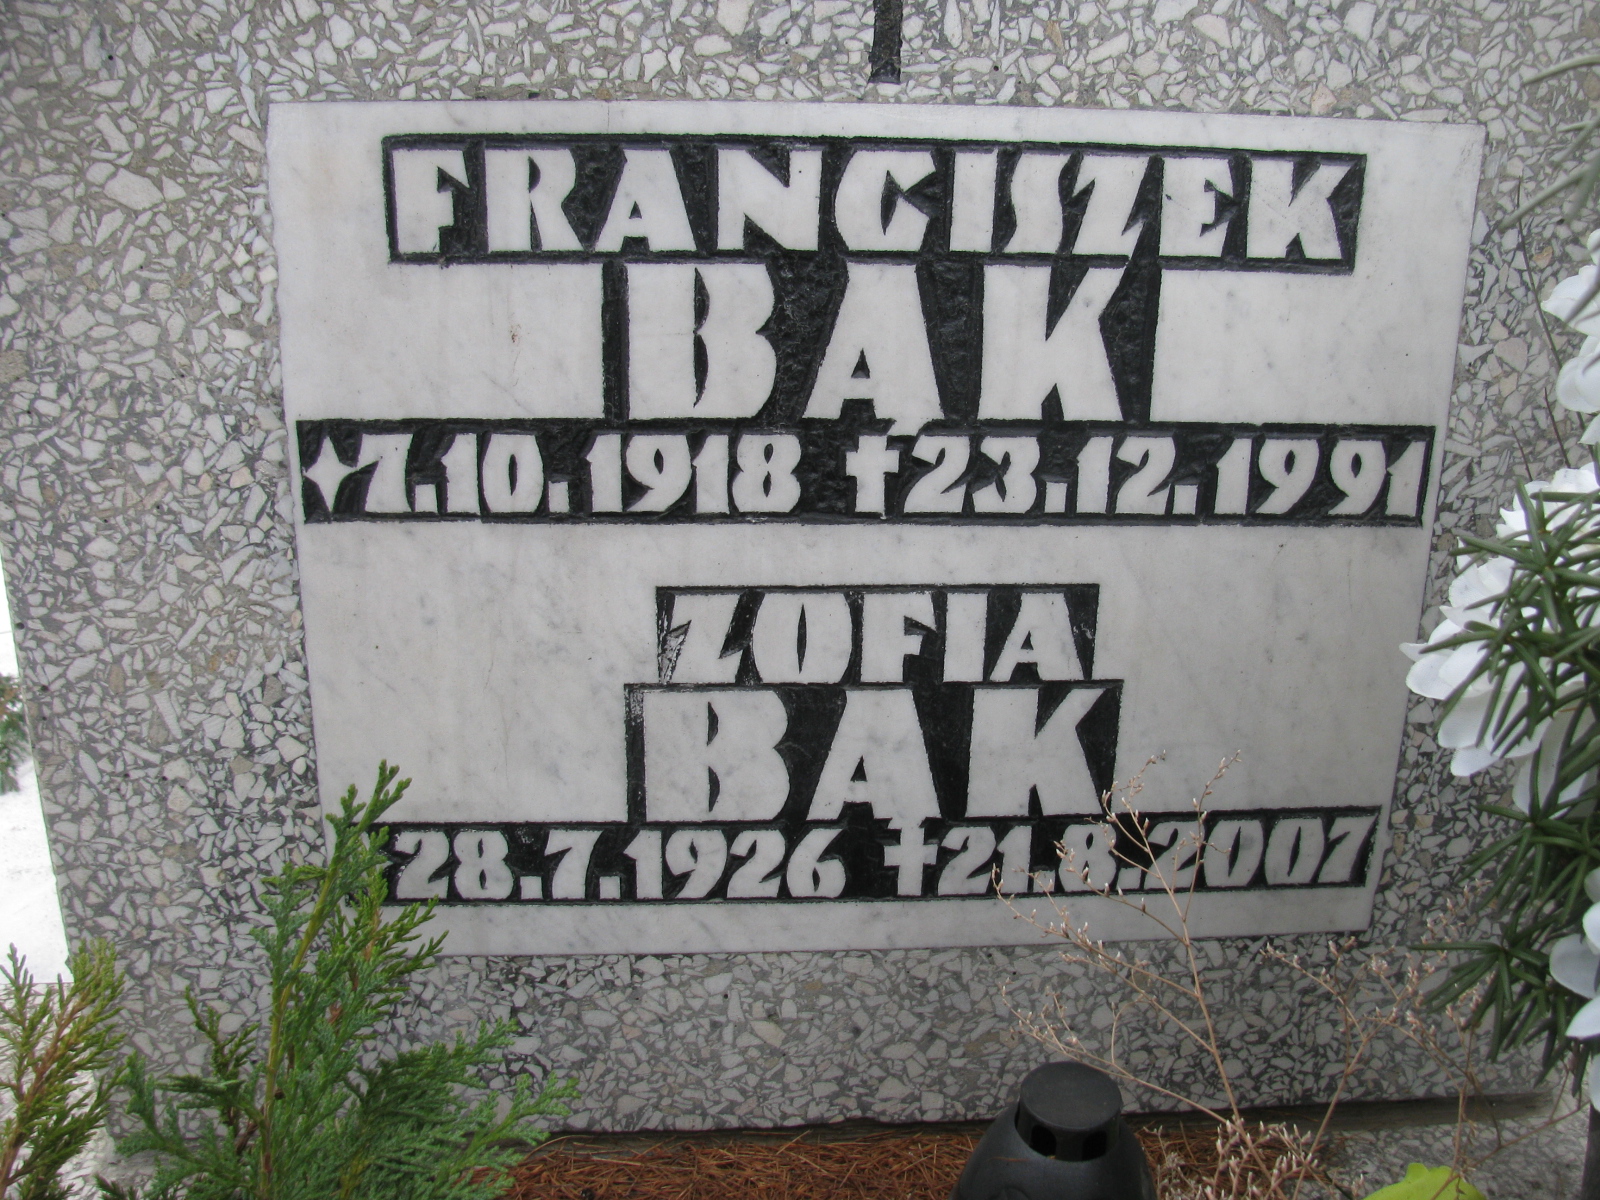 FRANCISZEK
BĄK
✦7.10.1918 ✝23.12.1991
ZOFIA
BĄK
28.7.1926 ✝21.8.2007